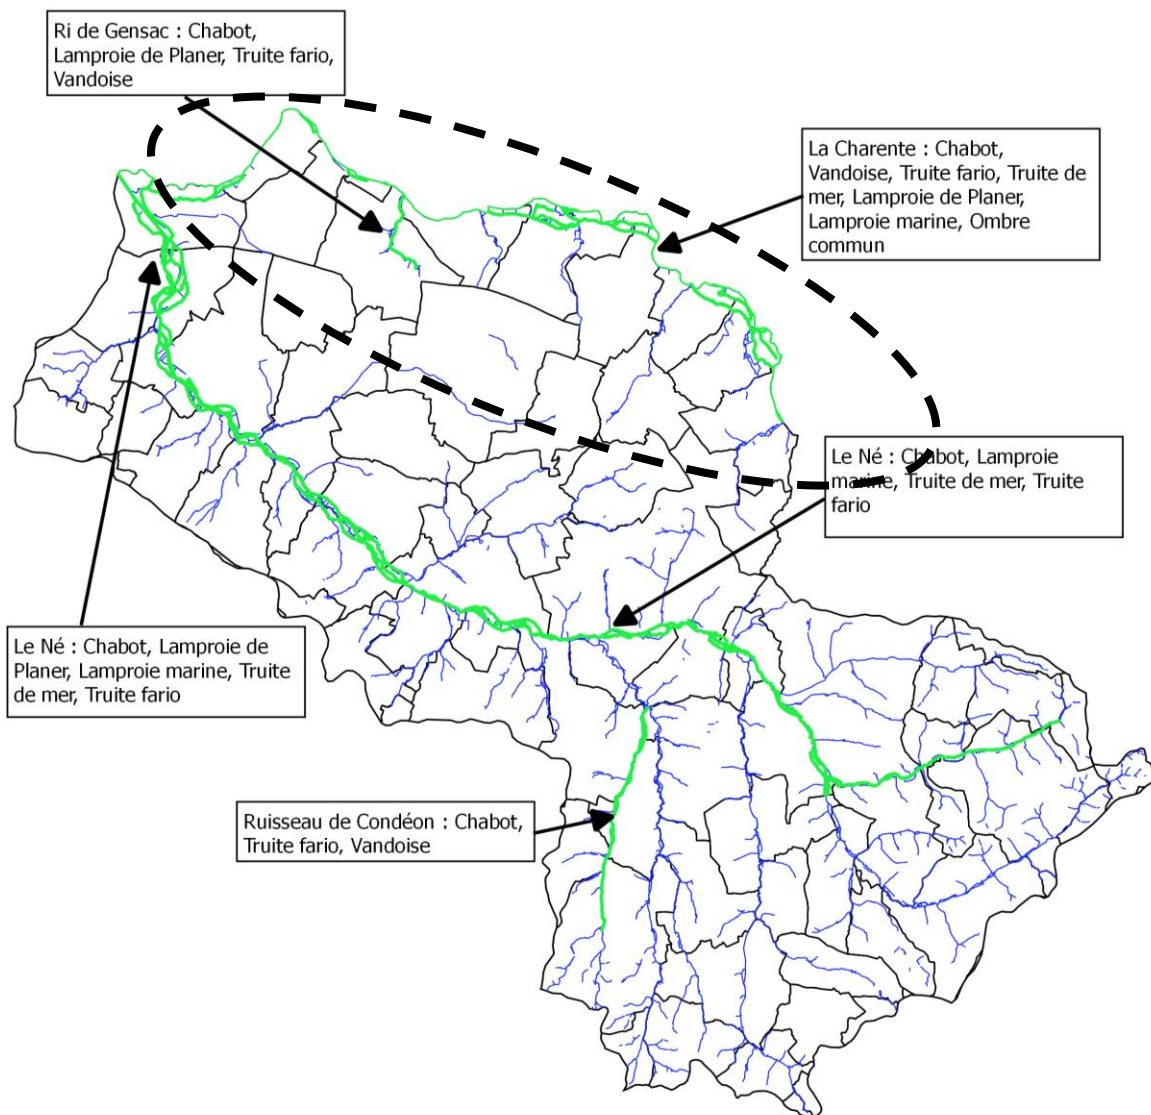 Ri de Gensac : Chabot,
Lamproie de Planer, Truite fario,
Vandoise
La Charente : Chabot,
Vandoise, Truite fario, Truite de
mer, Lamproie de Planer,
Lamproie marine, Ombre
commun
Le Né : Chabot, Lamproie
marine, Truite de mer, Truite
fario
Le Né : Chabot, Lamproie de
Planer, Lamproie marine, Truite
de mer, Truite fario
Ruisseau de Condéon : Chabot,
Truite fario, Vandoise